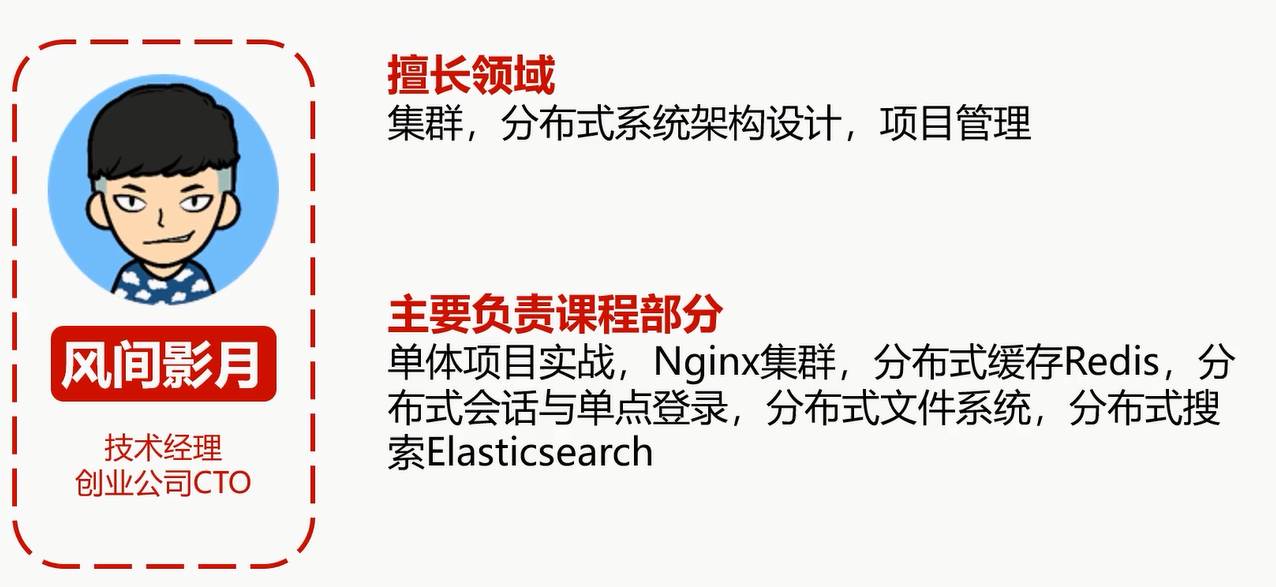 风间影月
技术经理
创业公司CTO
擅长领域
集群，分布式系统架构设计，项目管理
主要负责课程部分
单体项目实战，Nginx集群，分布式缓存Redis，分
布式会话与单点登录，分布式文件系统，分布式搜
索Elasticsearch